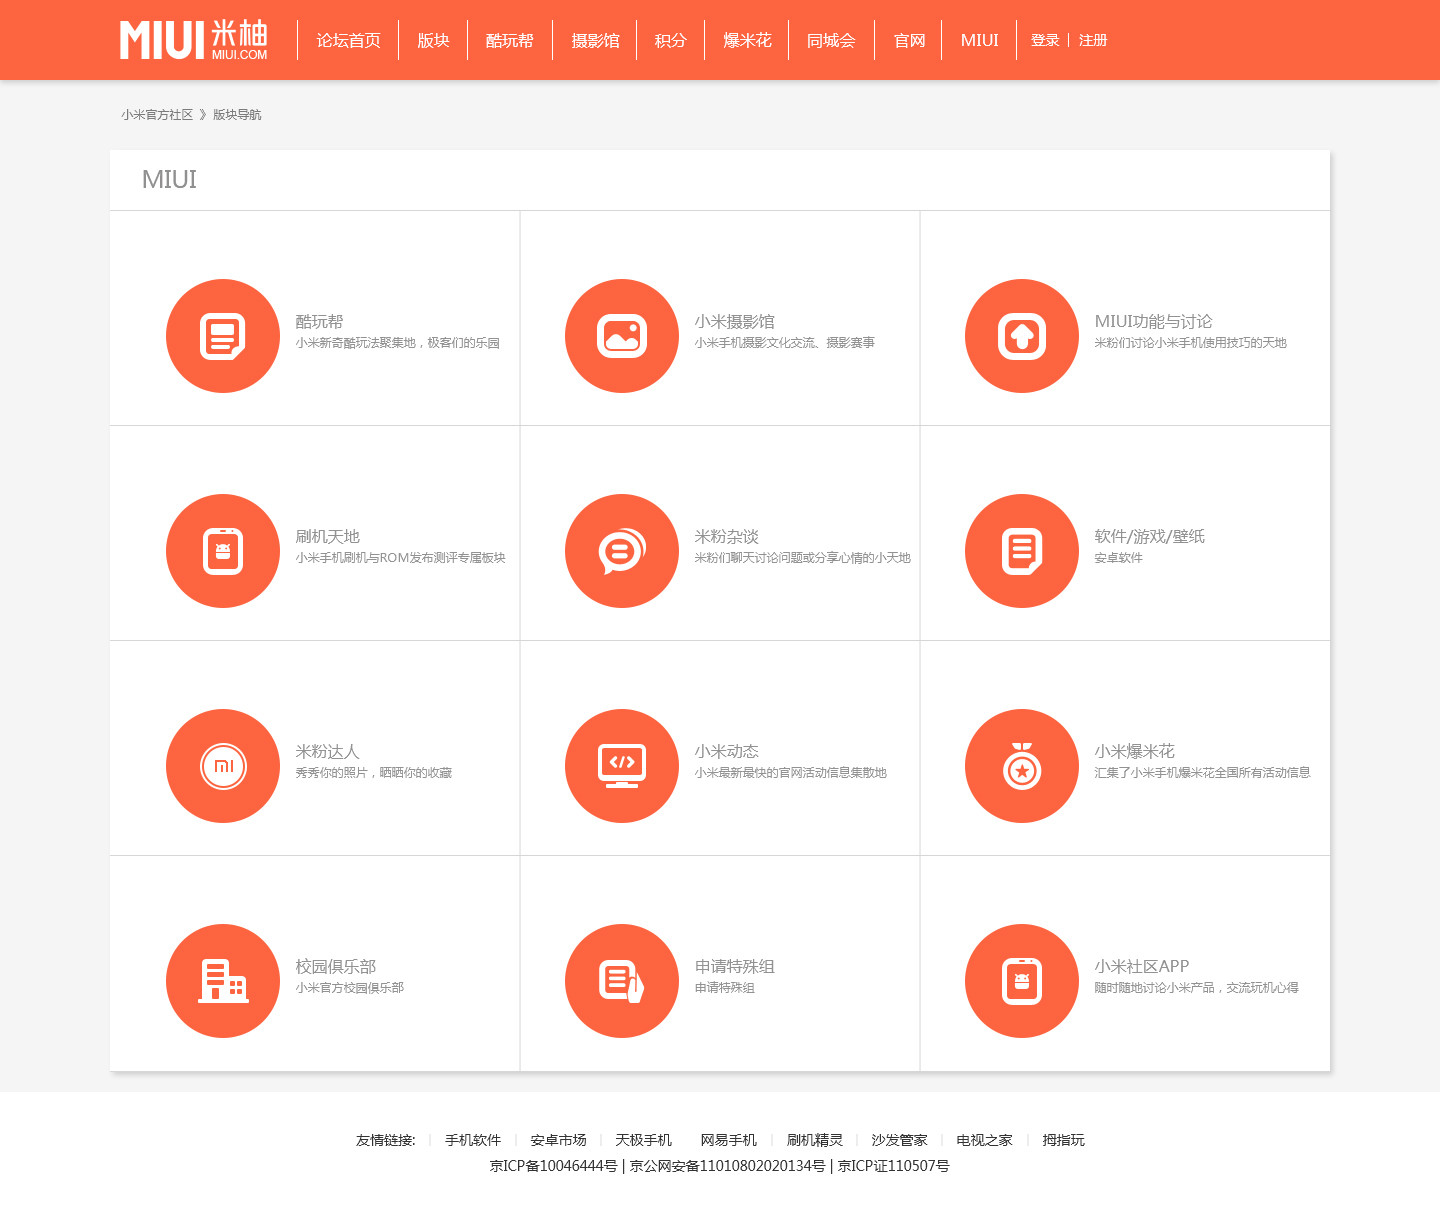 MIUI 米柚 MIUI.COM 论坛首页 版块 酷玩帮 摄影馆 积分 爆米花 同城会 官网 MIUI 登录 | 注册
小米官方社区 》 版块导航
MIUI
酷玩帮
小米新奇酷玩法聚集地，极客们的乐园
小米摄影馆
小米手机摄影文化交流、摄影赛事
MIUI功能与讨论
米粉们讨论小米手机使用技巧的天地
刷机天地
小米手机刷机与ROM发布测评专属板块
米粉杂谈
米粉们聊天讨论问题或分享心情的小天地
软件/游戏/壁纸
安卓软件
米粉达人
秀秀你的照片，晒晒你的收藏
小米动态
小米最新最快的官网活动信息集散地
小米爆米花
汇集了小米手机爆米花全国所有活动信息
校园俱乐部
小米官方校园俱乐部
申请特殊组
申请特殊组
小米社区APP
随时随地讨论小米产品，交流玩机心得
友情链接: | 手机软件 | 安卓市场 | 天极手机 网易手机 | 刷机精灵 | 沙发管家 | 电视之家 | 拇指玩
京ICP备10046444号 | 京公网安备11010802020134号 | 京ICP证110507号